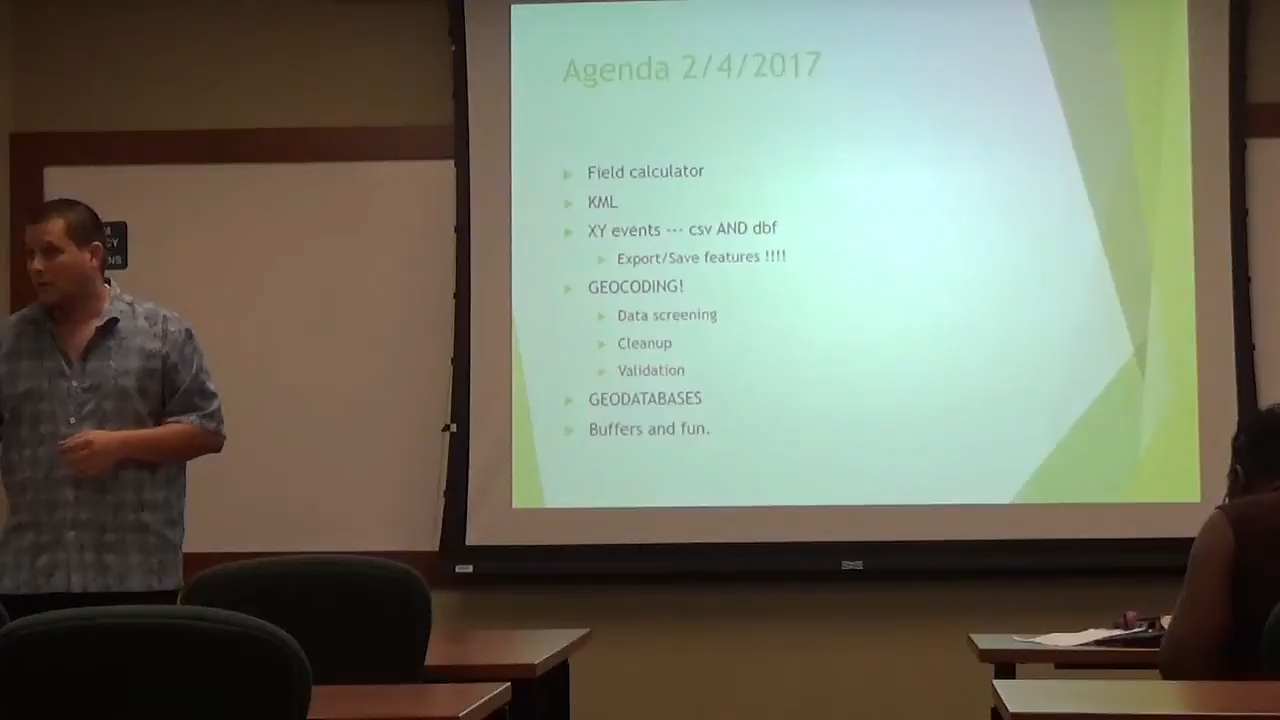 Agenda 2/4/2017
Field calculator
KML
XY events --- csv AND dbf
Export/Save features !!!!
GEOCODING!
Data screening
Cleanup
Validation
GEODATABASES
Buffers and fun.